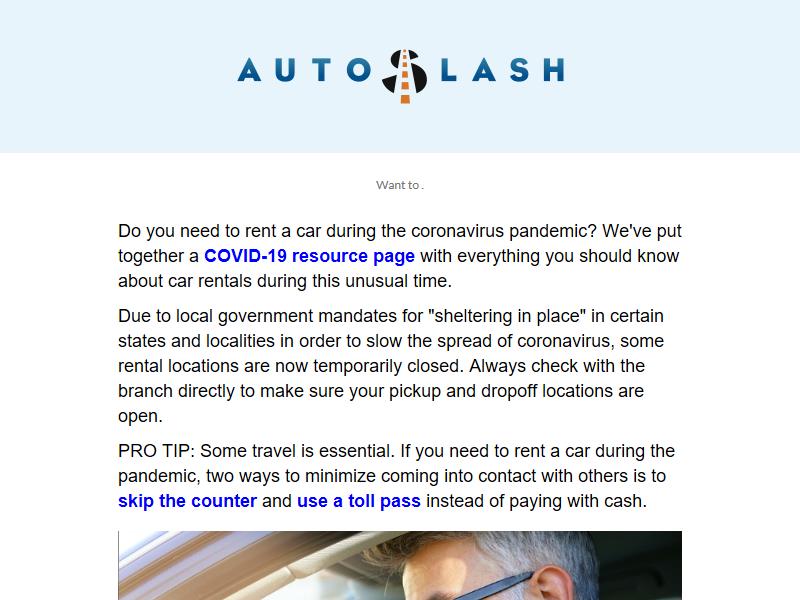 AUTOSLASH
Want to .
Do you need to rent a car during the coronavirus pandemic? We've put
together a COVID-19 resource page with everything you should know
about car rentals during this unusual time.
Due to local government mandates for "sheltering in place" in certain
states and localities in order to slow the spread of coronavirus, some
rental locations are now temporarily closed. Always check with the
branch directly to make sure your pickup and dropoff locations are
open.
PRO TIP: Some travel is essential. If you need to rent a car during the
pandemic, two ways to minimize coming into contact with others is to
skip the counter and use a toll pass instead of paying with cash.